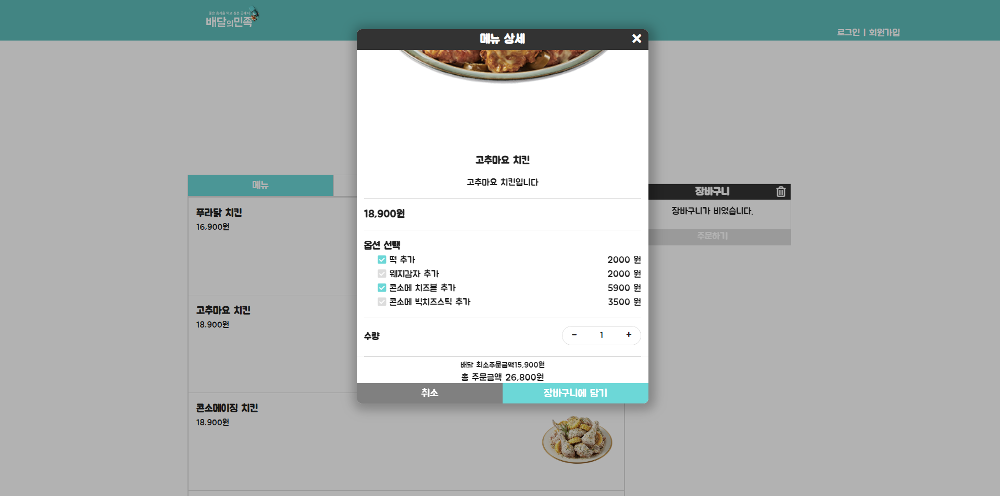 좋은 음식을 먹고 싶은 곳에서
배달의민족
로그인 | 회원가입
메뉴 상세
고추마요 치킨
고추마요 치킨입니다
18,900원
옵션 선택
떡 추가 2000 원
웨지감자 추가 2000 원
콘소메 치즈볼 추가 5900 원
콘소메 빅치즈스틱 추가 3500 원
수량 - 1 +
배달 최소주문금액15,900원
총 주문금액 26,800원
취소 장바구니에 담기
메뉴
푸라닭 치킨
16,900원
고추마요 치킨
18,900원
콘소메이징 치킨
18,900원
장바구니
장바구니가 비었습니다.
주문하기